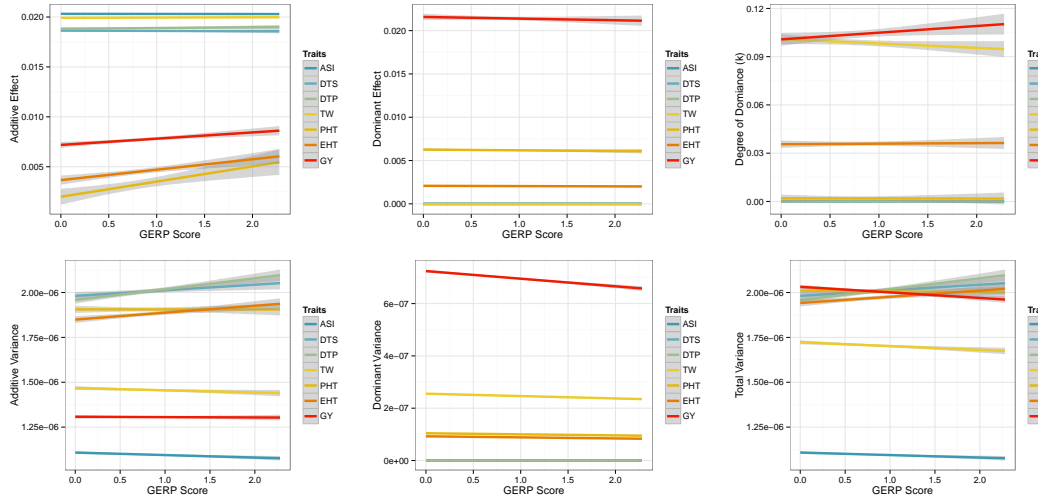 Additive Effect
0.020
0.015
0.010
0.005
0.0 0.5 1.0 1.5 2.0
GERP Score
Traits
ASI
DTS
DTP
TW
PHT
EHT
GY
Dominant Effect
0.020
0.015
0.010
0.005
0.000
0.0 0.5 1.0 1.5 2.0
GERP Score
Traits
ASI
DTS
DTP
TW
PHT
EHT
GY
Degree of Domiance (k)
0.12
0.09
0.06
0.03
0.00
0.0 0.5 1.0 1.5 2.0
GERP Score
Trai
Additive Variance
2.00e−06
1.75e−06
1.50e−06
1.25e−06
0.0 0.5 1.0 1.5 2.0
GERP Score
Traits
ASI
DTS
DTP
TW
PHT
EHT
GY
Dominant Variance
6e−07
4e−07
2e−07
0e+00
0.0 0.5 1.0 1.5 2.0
GERP Score
Traits
ASI
DTS
DTP
TW
PHT
EHT
GY
Total Variance
2.00e−06
1.75e−06
1.50e−06
1.25e−06
0.0 0.5 1.0 1.5 2.0
GERP Score
Trai